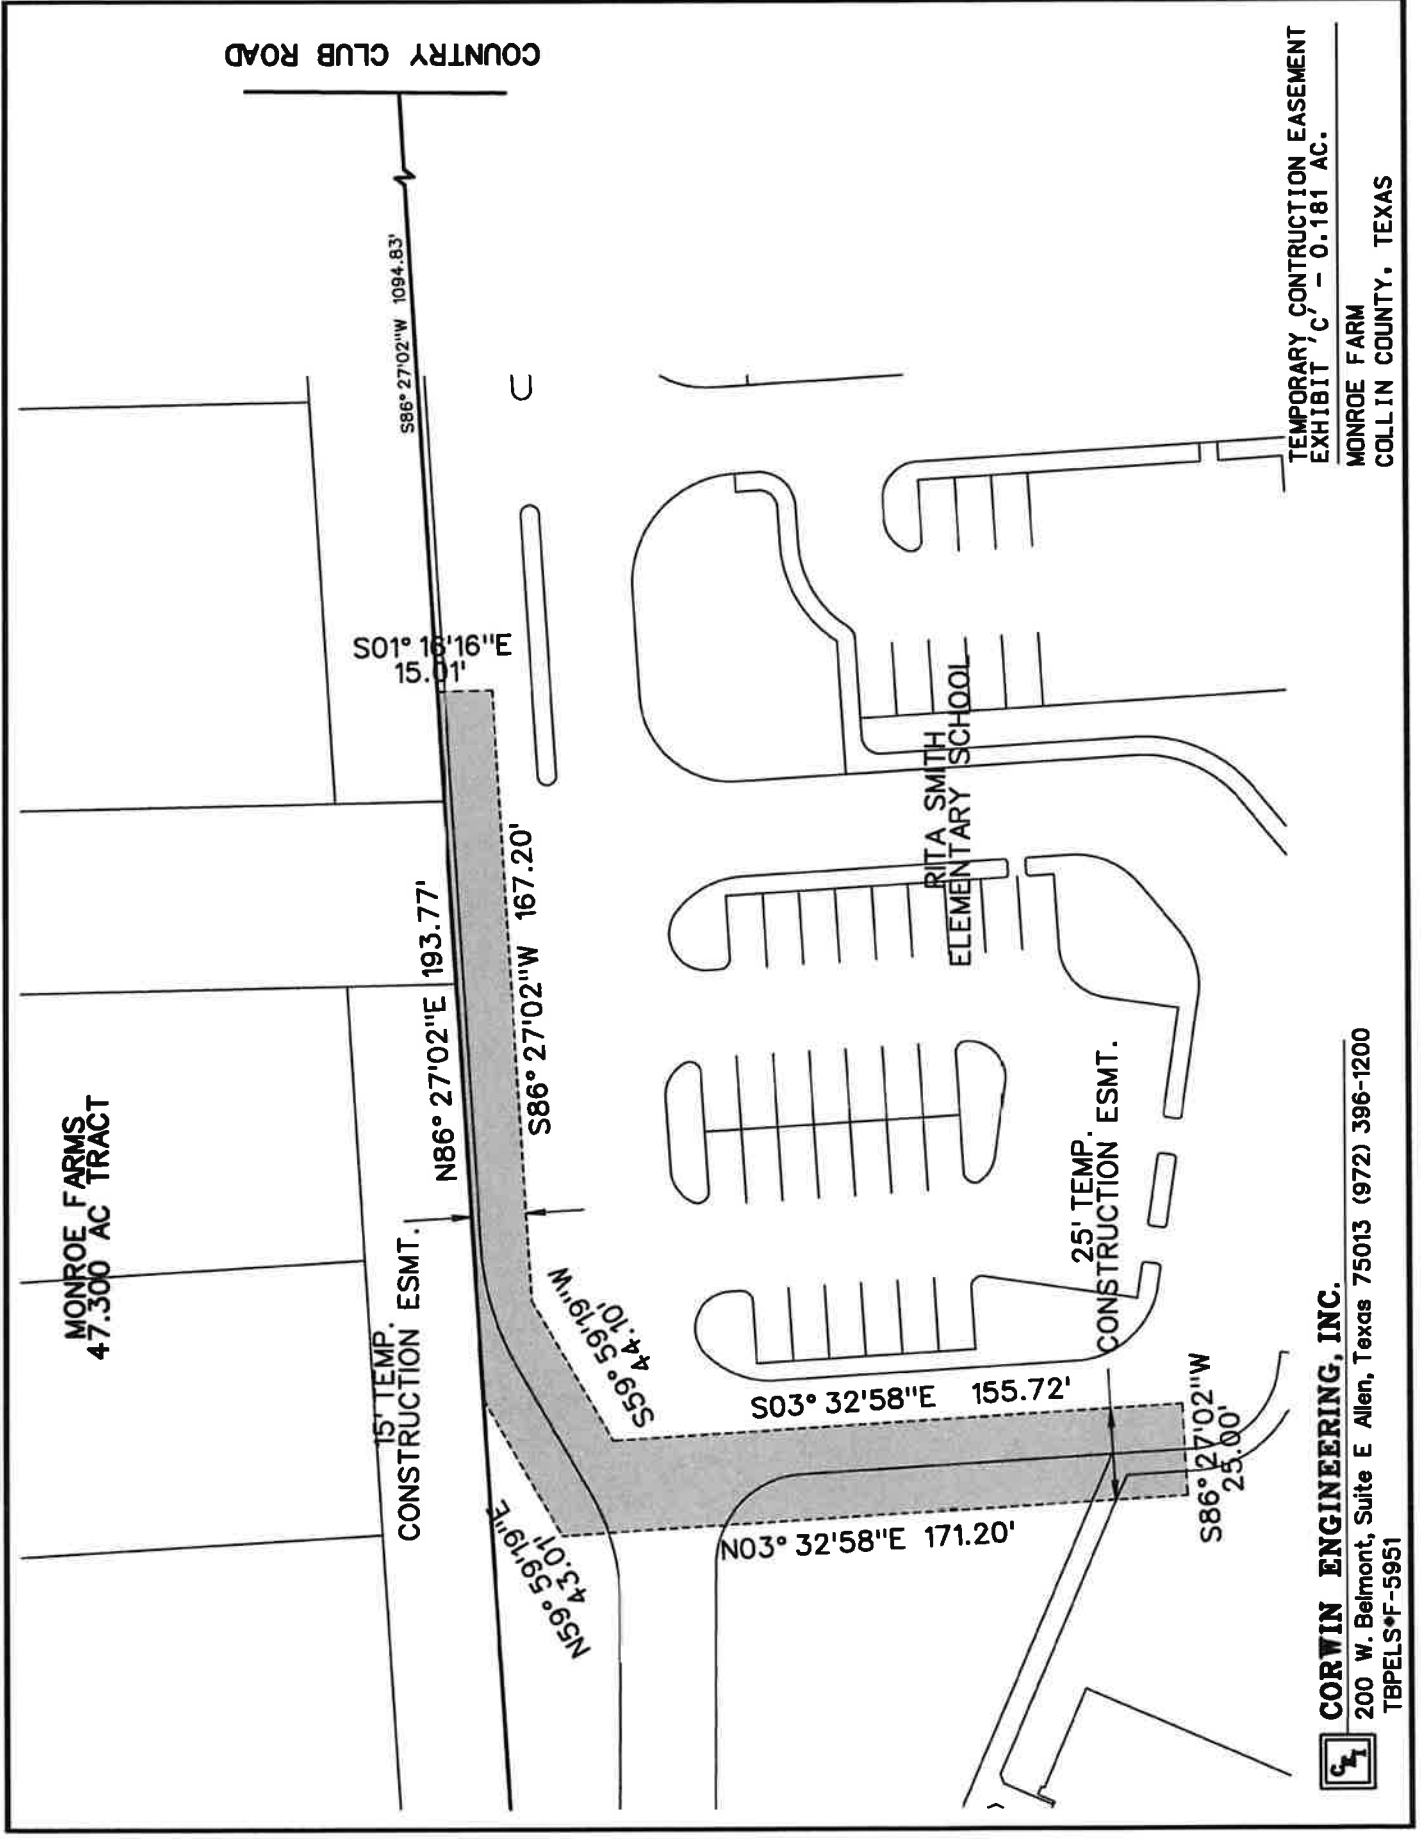 COUNTRY CLUB ROAD
S86° 27'02"W 1094.83'
MONROE FARMS
47.300 AC TRACT
S01° 16'16"E
15.01'
N86° 27'02"E 193.77'
S86° 27'02"W 167.20'
15' TEMP.
CONSTRUCTION ESMT.
N59° 59'19"E
43.01'
S59° 59'19"W
44.10'
S03° 32'58"E 155.72'
N03° 32'58"E 171.20'
25' TEMP.
CONSTRUCTION ESMT.
S86° 27'02"W
25.00'
RITA SMITH
ELEMENTARY SCHOOL
TEMPORARY CONTRUCTION EASEMENT
EXHIBIT 'C' - 0.181 AC.
MONROE FARM
COLLIN COUNTY, TEXAS
CEI
CORWIN ENGINEERING, INC.
200 W. Belmont, Suite E Allen, Texas 75013 (972) 396-1200
TBPELS*F-5951